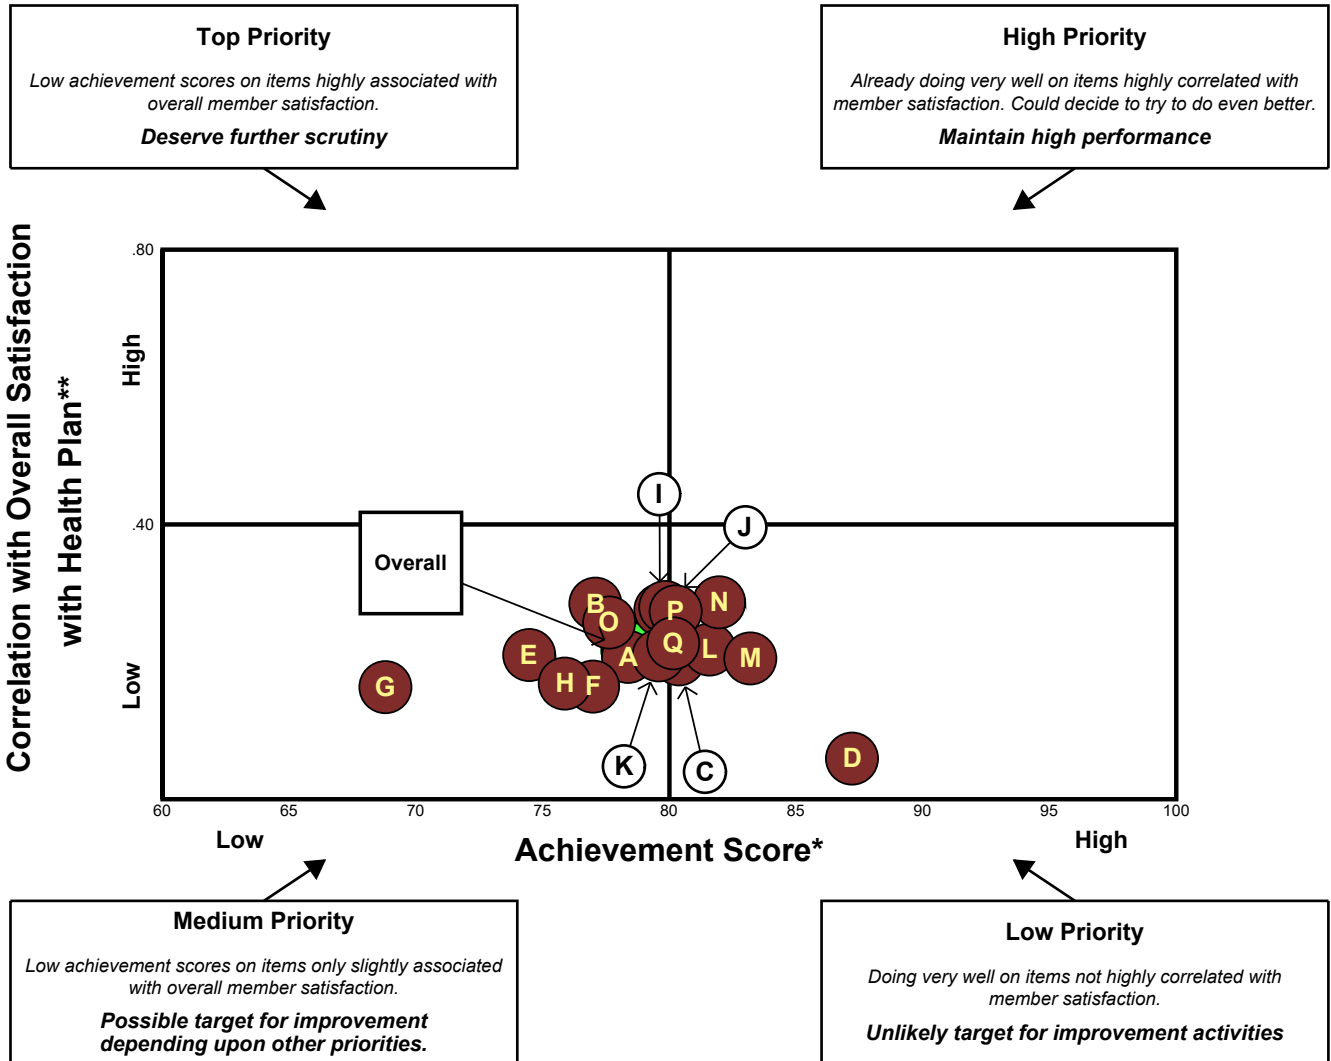 Top Priority
Low achievement scores on items highly associated with
overall member satisfaction.
Deserve further scrutiny
High Priority
Already doing very well on items highly correlated with
member satisfaction. Could decide to try to do even better.
Maintain high performance
Correlation with Overall Satisfaction
with Health Plan**
High
Low
.80
.40
I
J
Overall
B
O
P
N
E
A
Q
L
M
G
H
F
K
C
D
60
65
70
75
80
85
90
95
100
Low
Achievement Score*
High
Medium Priority
Low achievement scores on items only slightly associated
with overall member satisfaction.
Possible target for improvement
depending upon other priorities.
Low Priority
Doing very well on items not highly correlated with
member satisfaction.
Unlikely target for improvement activities